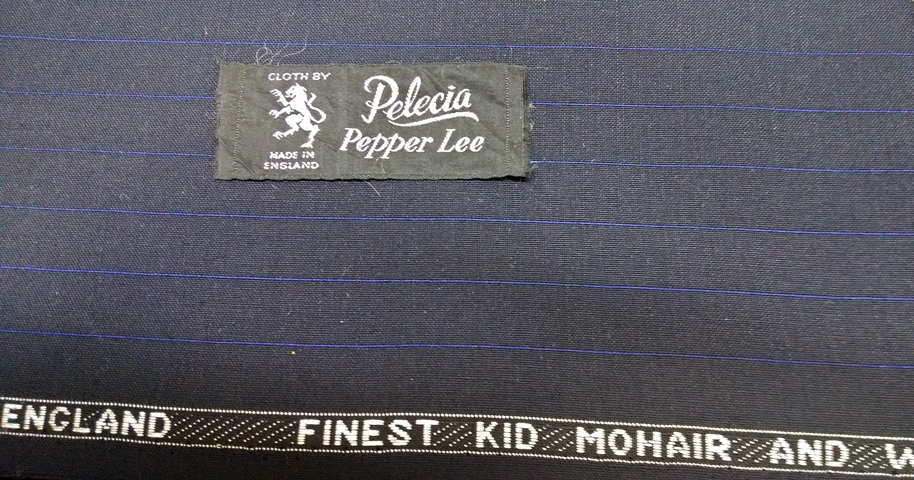 CLOTH BY
MADE IN
ENGLAND
Pelecia
Pepper Lee
ENGLAND FINEST KID MOHAIR AND W